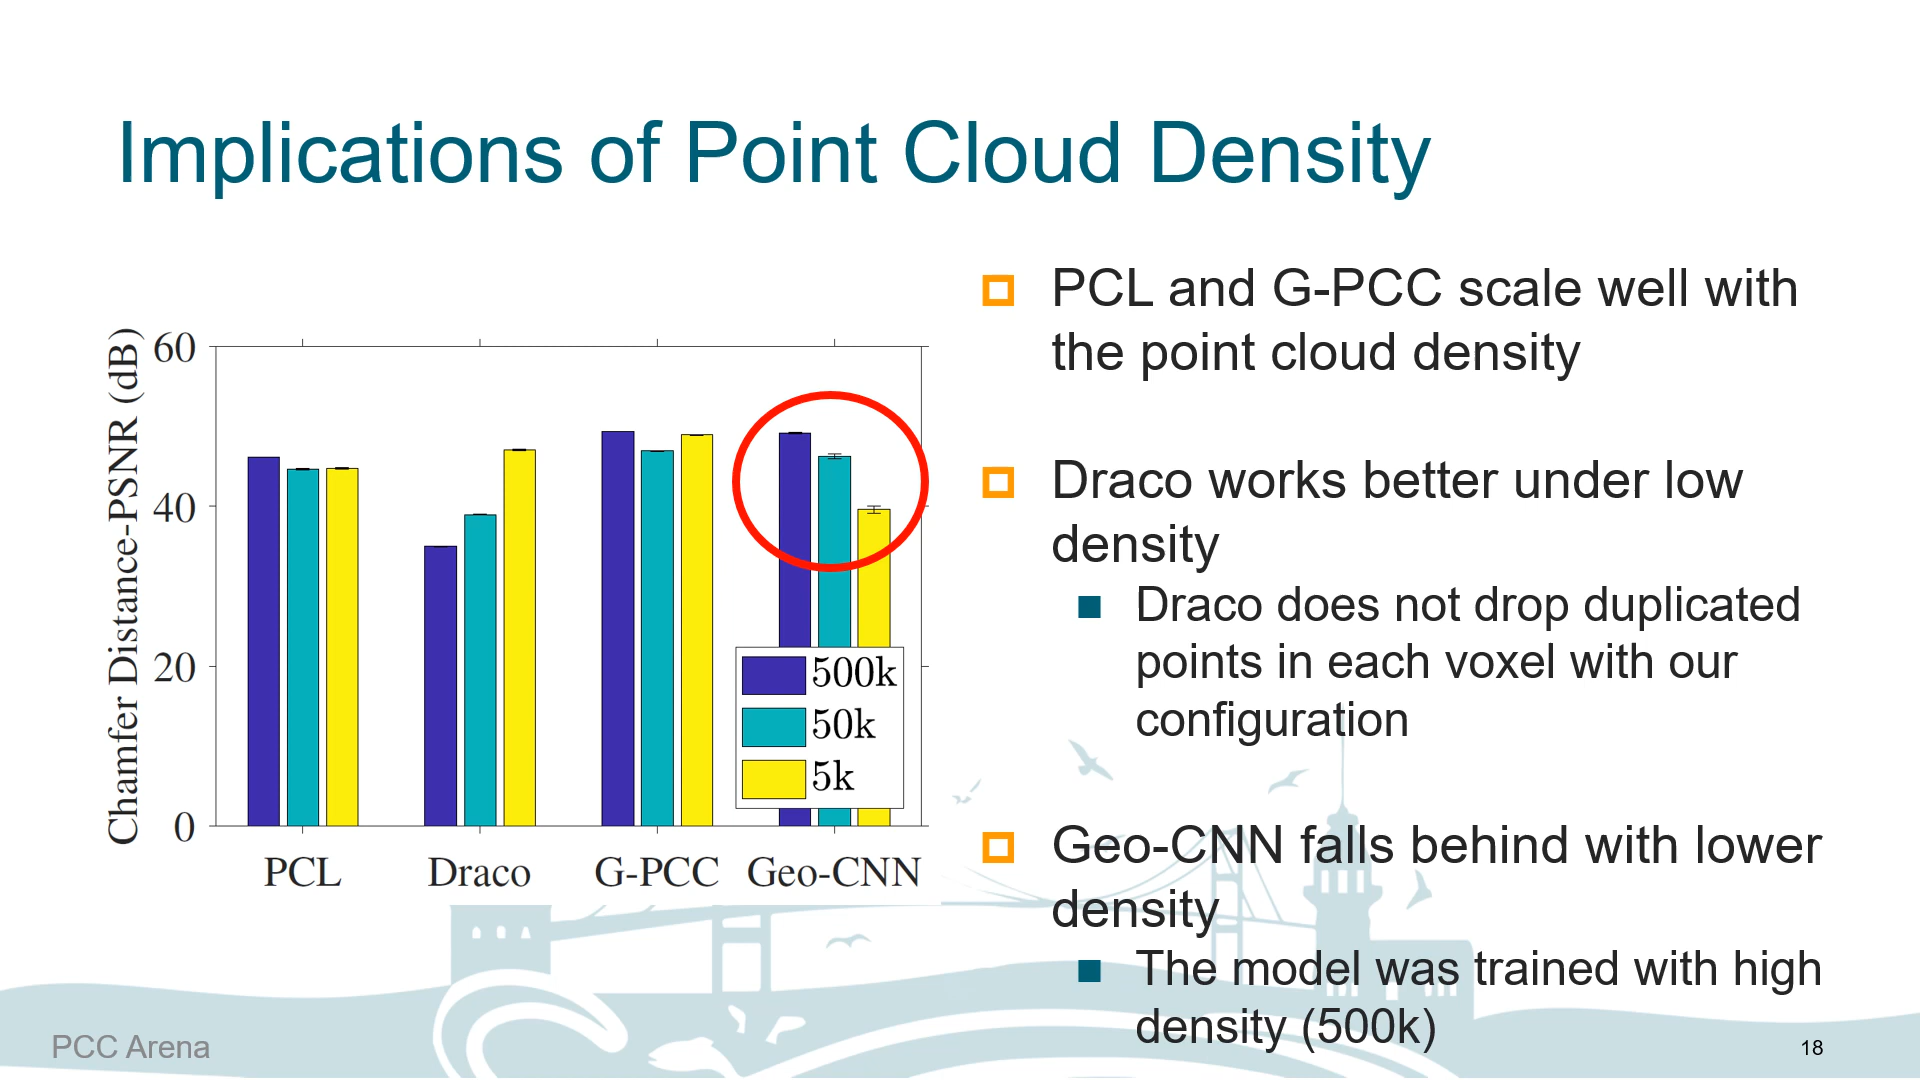 Implications of Point Cloud Density
Chamfer Distance-PSNR (dB)
60
40
20
0
PCL
Draco
G-PCC
Geo-CNN
500k
50k
5k
PCL and G-PCC scale well with
the point cloud density
Draco works better under low
density
Draco does not drop duplicated
points in each voxel with our
configuration
Geo-CNN falls behind with lower
density
The model was trained with high
density (500k)
PCC Arena
18